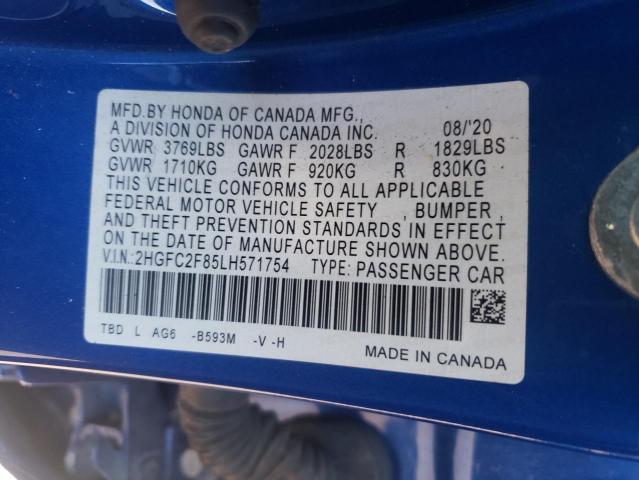 MFD.BY HONDA OF CANADA MFG.,
A DIVISION OF HONDA CANADA INC. 08/'20
GVWR 3769LBS GAWR F 2028LBS R 1829LBS
GVWR 1710KG GAWR F 920KG R 830KG
THIS VEHICLE CONFORMS TO ALL APPLICABLE
FEDERAL MOTOR VEHICLE SAFETY , BUMPER,
AND THEFT PREVENTION STANDARDS IN EFFECT
ON THE DATE OF MANUFACTURE SHOWN ABOVE.
V.I.N.:2HGFC2F85LH571754 TYPE: PASSENGER CAR
TBD L AG6 -B593M -V -H
MADE IN CANADA